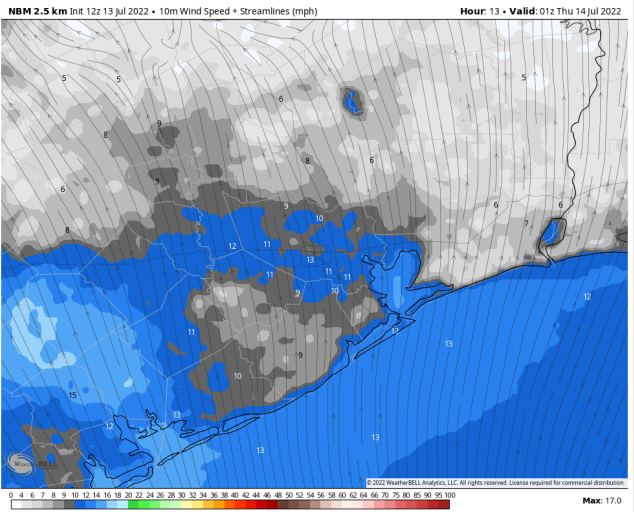 NBM 2.5 km Init 12z 13 Jul 2022 • 10m Wind Speed + Streamlines (mph) Hour: 13 • Valid: 01z Thu 14 Jul 2022
5 5 5
6
9
8
8 6
9
6
9 6 6
10 7
8
12 11
13
11 11 11
9 10 12
11 12
13
9
10
15
13
12
13
13
WeatherBELL
© 2022 WeatherBELL Analytics, LLC. All rights reserved. License required for commercial distribution.
0 4 6 7 8 9 10 12 14 16 18 20 22 24 26 28 30 32 34 36 38 40 42 44 46 48 50 52 54 56 58 60 65 70 75 80 85 90 95 100
Max: 17.0